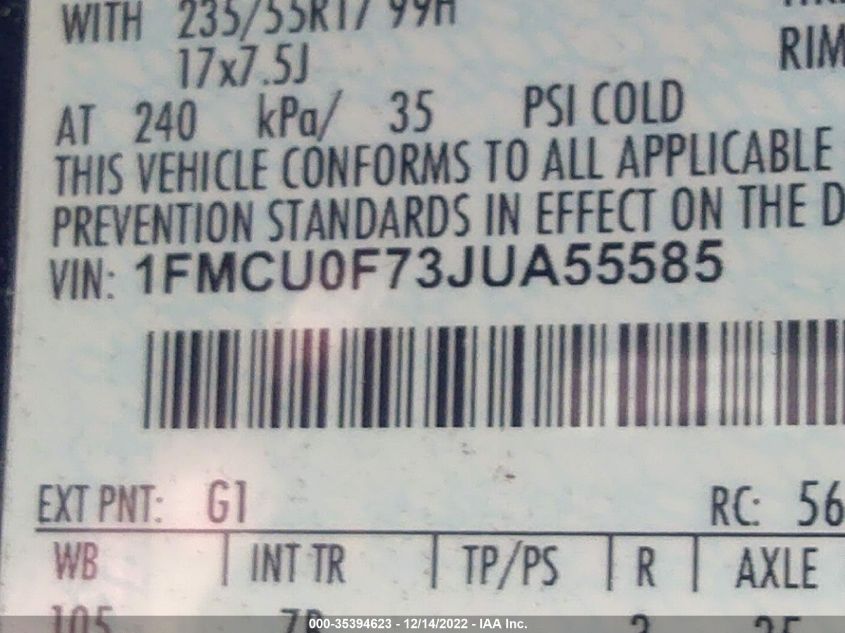 WITH 235/55R17 99H
17x7.5J
RIM
AT 240 kPa/ 35 PSI COLD
THIS VEHICLE CONFORMS TO ALL APPLICABLE
PREVENTION STANDARDS IN EFFECT ON THE D
VIN: 1FMCU0F73JUA55585
EXT PNT: G1 RC: 56
WB INT TR TP/PS R AXLE
105
000-35394623 - 12/14/2022 - IAA Inc.